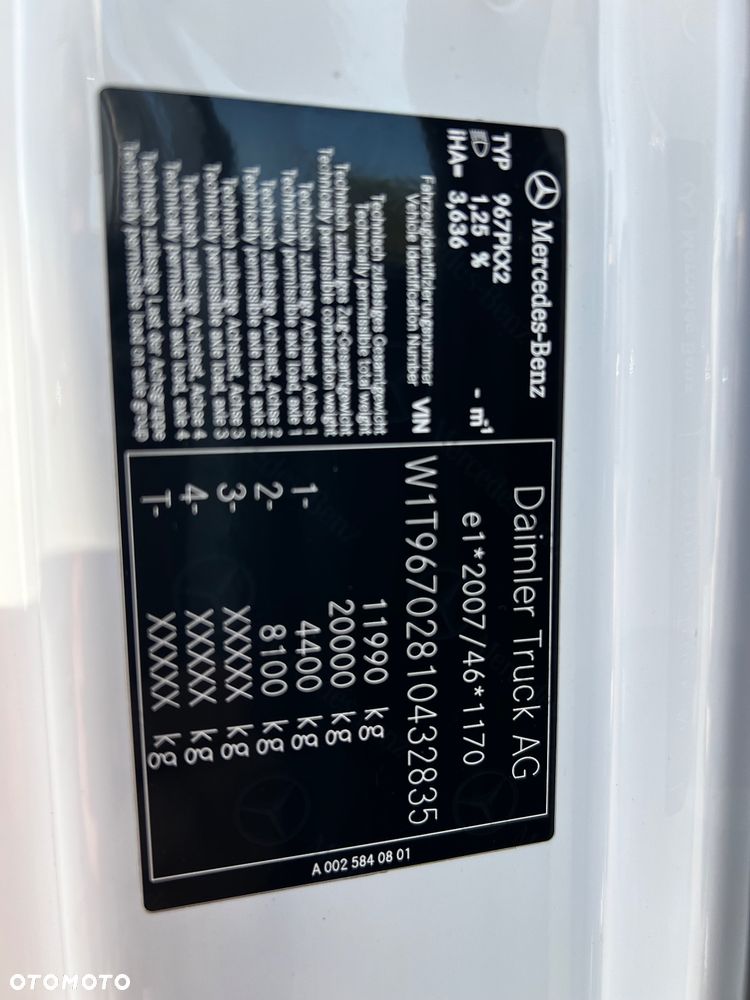 Mercedes-Benz
TYP 967PKX2
1,25 % - m⁻¹
iHA= 3,636
Daimler Truck AG
e1*2007/46*1170
Fahrzeugidentifizierungsnummer
Vehicle Identification Number VIN W1T96702810432835
Technisch zulässiges Gesamtgewicht
Technically permissible total weight 11990 kg
Technisch zulässiges Zug-Gesamtgewicht
Technically permissible combination weight 20000 kg
Technisch zulässige Achslast, Achse 1
Technically permissible axle load, axle 1 1- 4400 kg
Technisch zulässige Achslast, Achse 2
Technically permissible axle load, axle 2 2- 8100 kg
Technisch zulässige Achslast, Achse 3
Technically permissible axle load, axle 3 3- XXXXX kg
Technisch zulässige Achslast, Achse 4
Technically permissible axle load, axle 4 4- XXXXX kg
Technisch zulässige Last der Achsgruppe
Technically permissible load on axle group T- XXXXX kg
A 002 584 08 01
OTOMOTO